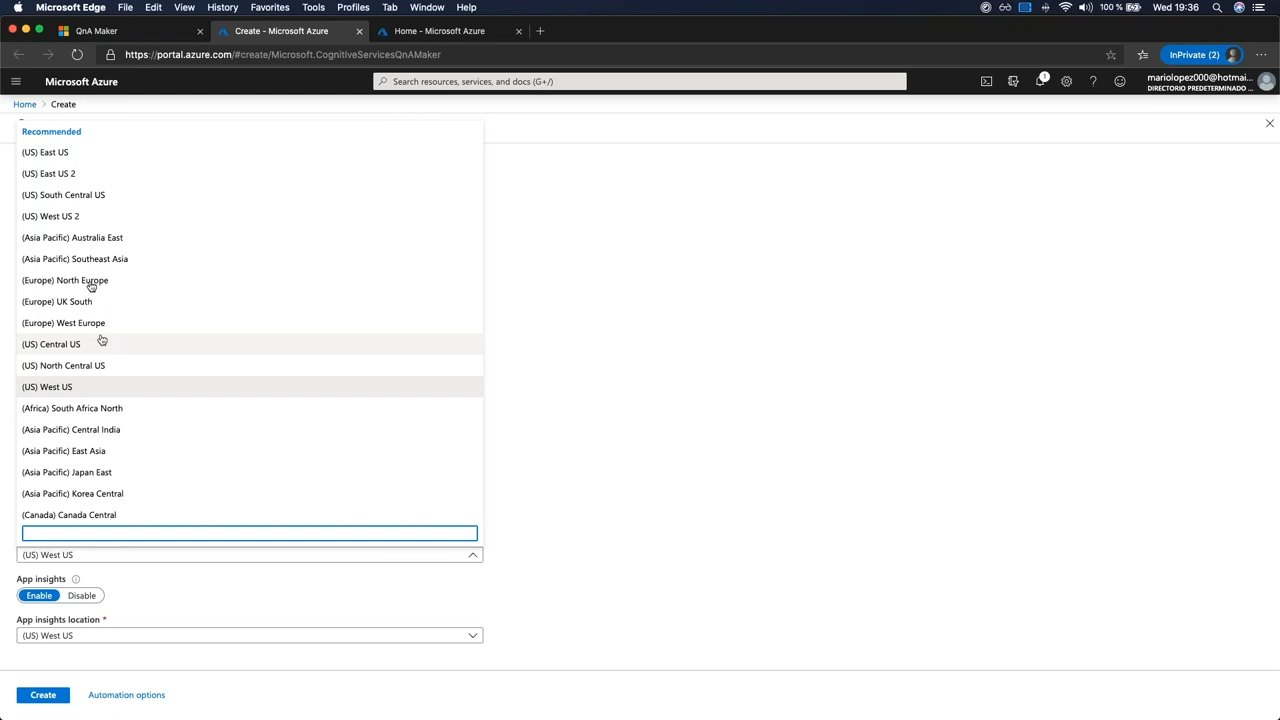 Microsoft Edge File Edit View History Favorites Tools Profiles Tab Window Help 100 % Wed 19:36
QnA Maker
Create - Microsoft Azure
Home - Microsoft Azure
https://portal.azure.com/#create/Microsoft.CognitiveServicesQnAMaker
InPrivate (2)
Microsoft Azure
Search resources, services, and docs (G+/)
1
mariolopez000@hotmai...
DIRECTORIO PREDETERMINADO ...
Home > Create
Recommended
(US) East US
(US) East US 2
(US) South Central US
(US) West US 2
(Asia Pacific) Australia East
(Asia Pacific) Southeast Asia
(Europe) North Europe
(Europe) UK South
(Europe) West Europe
(US) Central US
(US) North Central US
(US) West US
(Africa) South Africa North
(Asia Pacific) Central India
(Asia Pacific) East Asia
(Asia Pacific) Japan East
(Asia Pacific) Korea Central
(Canada) Canada Central
(US) West US
App insights
Enable Disable
App insights location *
(US) West US
Create Automation options